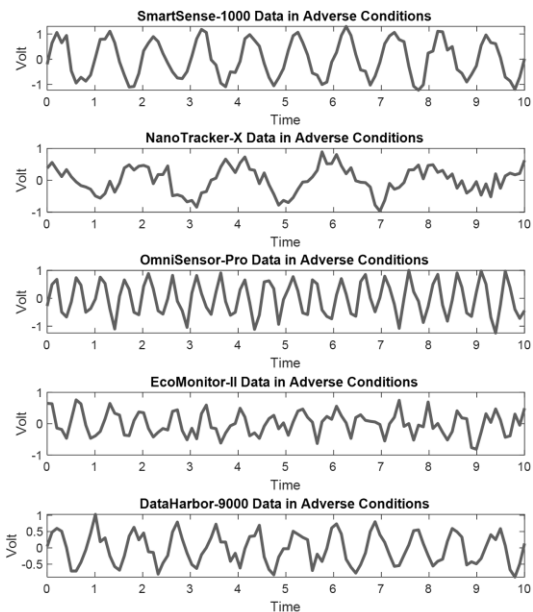 SmartSense-1000 Data in Adverse Conditions
1
0
-1
Volt
0 1 2 3 4 5 6 7 8 9 10
Time
NanoTracker-X Data in Adverse Conditions
1
0
-1
Volt
0 1 2 3 4 5 6 7 8 9 10
Time
OmniSensor-Pro Data in Adverse Conditions
1
0
-1
Volt
0 1 2 3 4 5 6 7 8 9 10
Time
EcoMonitor-II Data in Adverse Conditions
1
0
-1
Volt
0 1 2 3 4 5 6 7 8 9 10
Time
DataHarbor-9000 Data in Adverse Conditions
1
0.5
0
-0.5
Volt
0 1 2 3 4 5 6 7 8 9 10
Time